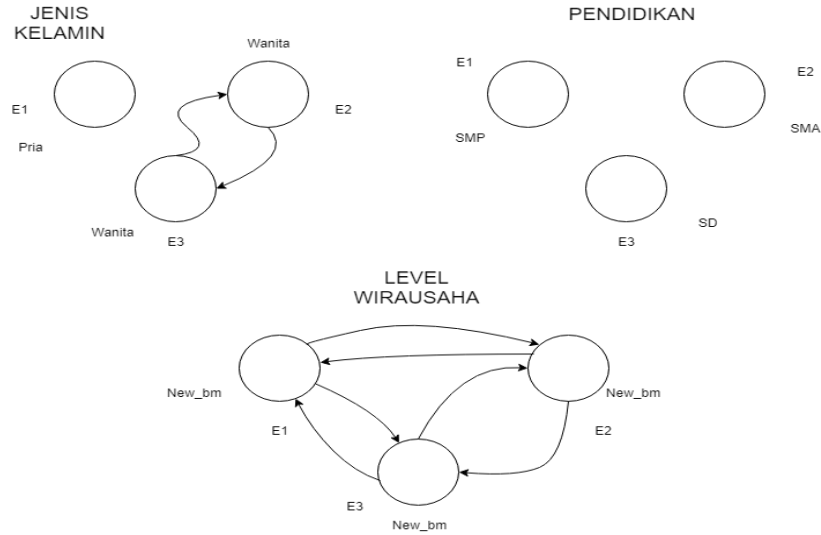 JENIS
KELAMIN
Wanita
E1
E2
Pria
Wanita
E3
PENDIDIKAN
E1
E2
SMP
SMA
SD
E3
LEVEL
WIRAUSAHA
New_bm
New_bm
E1
E2
E3
New_bm